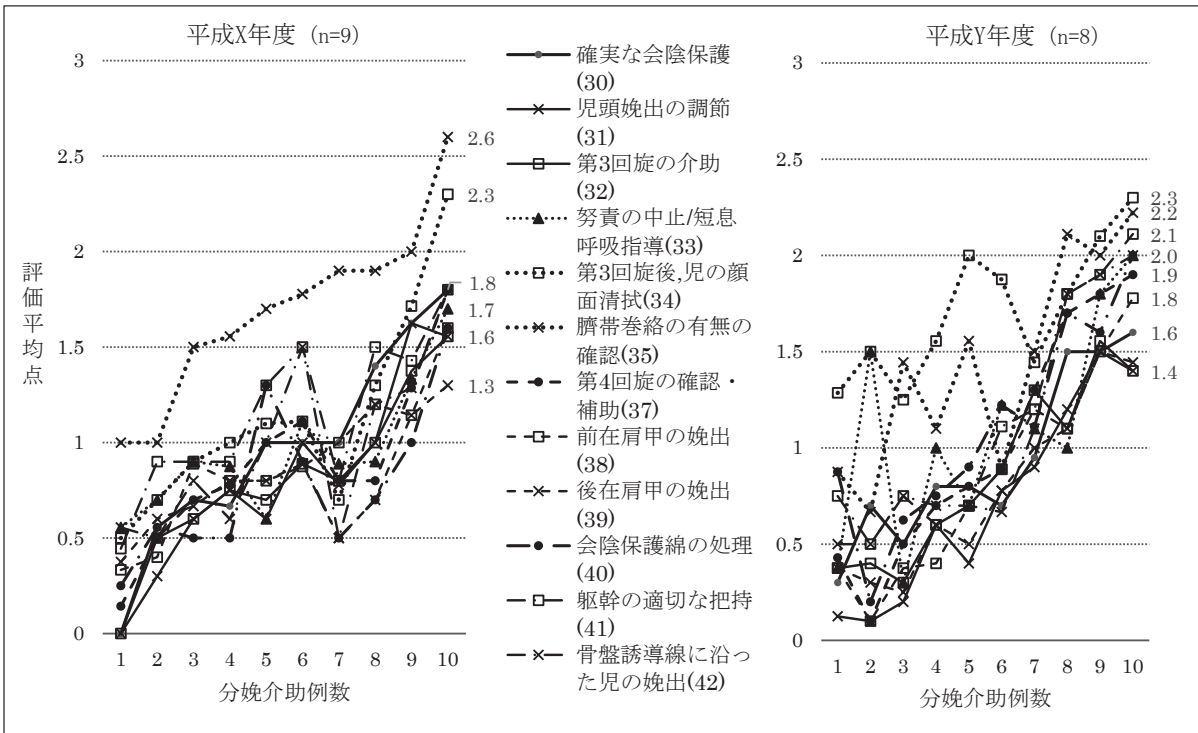 平成X年度 (n=9)
3
2.5
2
1.5
1
0.5
0
1 2 3 4 5 6 7 8 9 10
評価平均点
分娩介助例数
2.6
2.3
1.8
1.7
1.6
1.3
確実な会陰保護
(30)
児頭娩出の調節
(31)
第3回旋の介助
(32)
努責の中止/短息
呼吸指導(33)
第3回旋後,児の顔
面清拭(34)
臍帯巻絡の有無の
確認(35)
第4回旋の確認・
補助(37)
前在肩甲の娩出
(38)
後在肩甲の娩出
(39)
会陰保護綿の処理
(40)
躯幹の適切な把持
(41)
骨盤誘導線に沿っ
た児の娩出(42)
平成Y年度 (n=8)
3
2.5
2
1.5
1
0.5
0
1 2 3 4 5 6 7 8 9 10
分娩介助例数
2.3
2.2
2.1
2.0
1.9
1.8
1.6
1.4